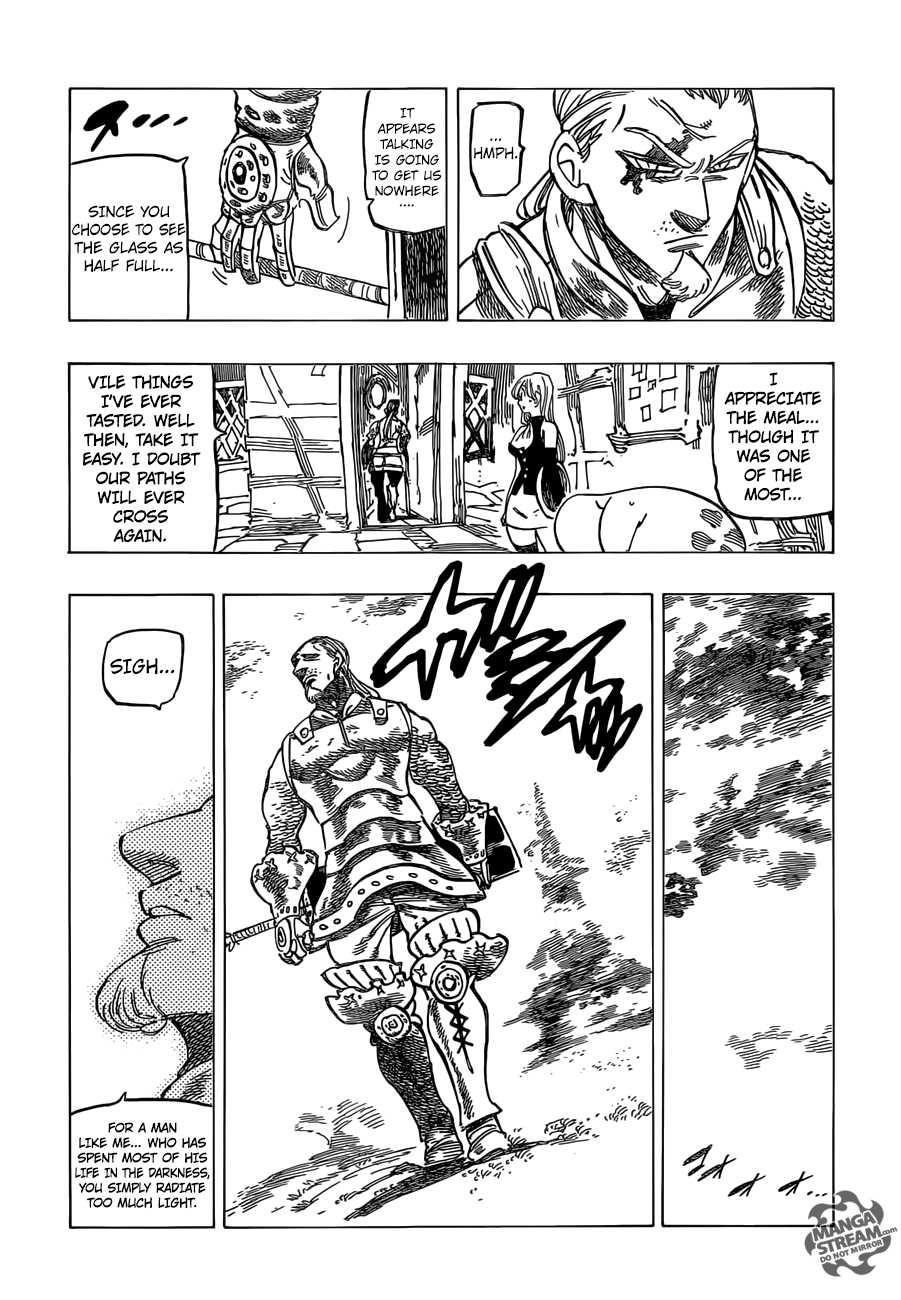 ...
HMPH.
IT
APPEARS
TALKING
IS GOING
TO GET US
NOWHERE
....
ス・・・
SINCE YOU
CHOOSE TO SEE
THE GLASS AS
HALF FULL...
I
APPRECIATE
THE MEAL...
THOUGH IT
WAS ONE
OF THE
MOST...
VILE THINGS
I'VE EVER
TASTED. WELL
THEN, TAKE IT
EASY. I DOUBT
OUR PATHS
WILL EVER
CROSS
AGAIN.
SIGH...
FOR A MAN
LIKE ME... WHO HAS
SPENT MOST OF HIS
LIFE IN THE DARKNESS,
YOU SIMPLY RADIATE
TOO MUCH LIGHT.
MANGA
STREAM.com
DO NOT MIRROR